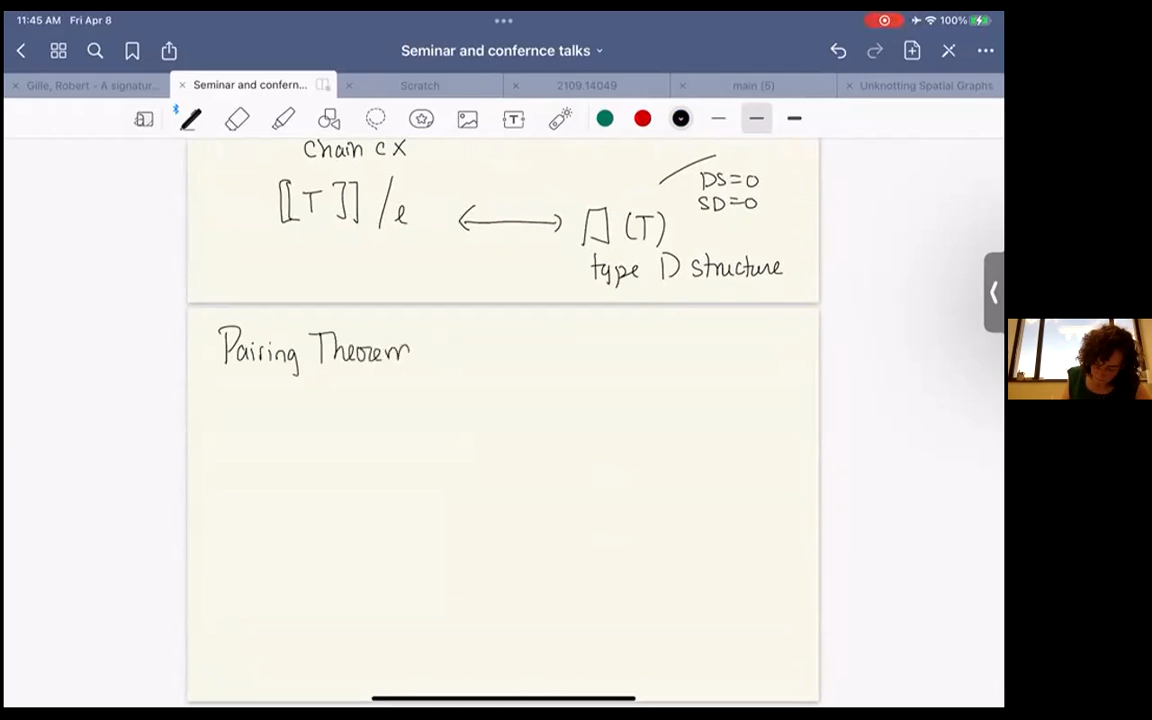 11:45 AM Fri Apr 8
100%
Seminar and confernce talks
Gille, Robert - A signatur...
Seminar and confern...
Scratch
2109.14049
main (5)
Unknotting Spatial Graphs
Chain cx
[[T]]/l
DS=0
SD=0
(T)
type D structure
Pairing Theorem